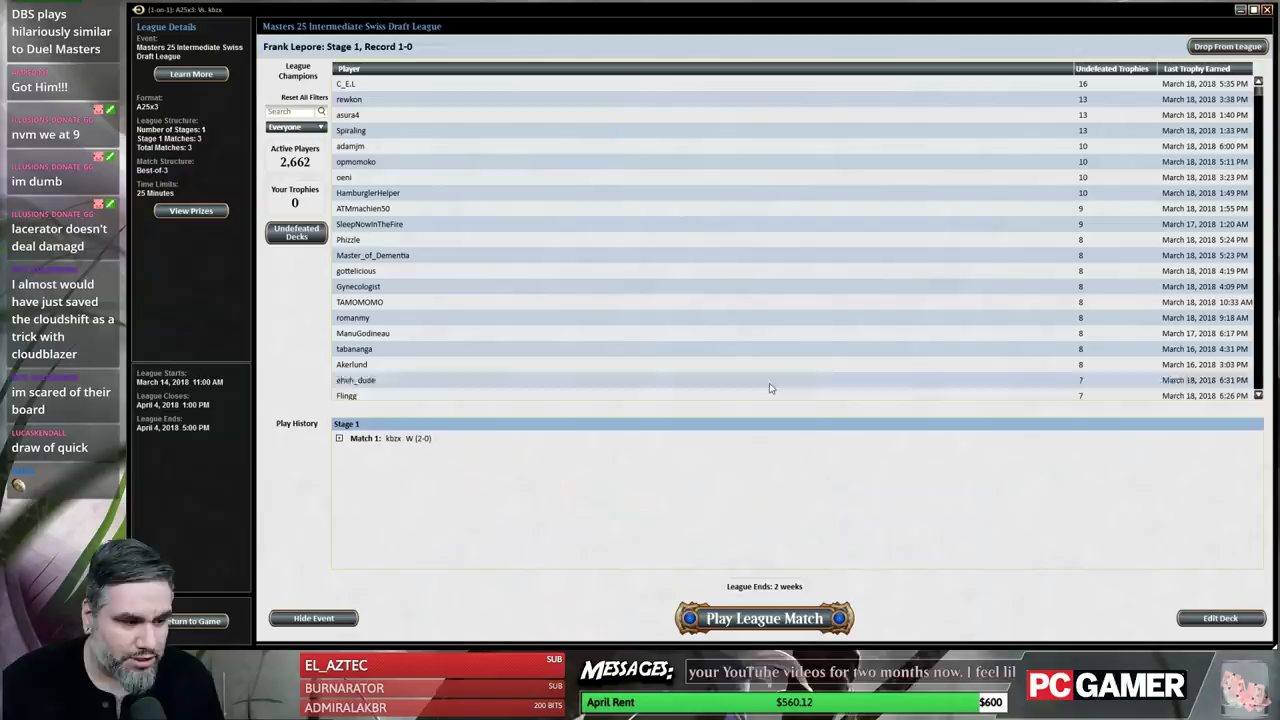 DBS plays
hilariously similar
to Duel Masters
Got Him!!!
ILLUSIONS DONATE GG
nvm we at 9
ILLUSIONS DONATE GG
im dumb
ILLUSIONS DONATE GG
lacerator doesn't
deal damagd
I almost would
have just saved
the cloudshift as a
trick with
cloudblazer
im scared of their
board
LUCASKENDALL
draw of quick
(1-on-1): A25x3: Vs. kbzx
League Details
Event:
Masters 25 Intermediate Swiss
Draft League
Learn More
Format:
A25x3
League Structure:
Number of Stages: 1
Stage 1 Matches: 3
Total Matches: 3
Match Structure:
Best-of-3
Time Limits:
25 Minutes
View Prizes
League Starts:
March 14, 2018 11:00 AM
League Closes:
April 4, 2018 1:00 PM
League Ends:
April 4, 2018 5:00 PM
Return to Game
Masters 25 Intermediate Swiss Draft League
Frank Lepore: Stage 1, Record 1-0
Drop From League
League
Champions
Reset All Filters
Search
Everyone
Active Players
2,662
Your Trophies
0
Undefeated
Decks
Player Undefeated Trophies Last Trophy Earned
C_E.L 16 March 18, 2018 5:35 PM
rewkon 13 March 18, 2018 3:38 PM
asura4 13 March 18, 2018 1:40 PM
Spiraling 13 March 18, 2018 1:33 PM
adamjm 10 March 18, 2018 6:00 PM
opmomoko 10 March 18, 2018 5:11 PM
oeni 10 March 18, 2018 3:23 PM
HamburglerHelper 10 March 18, 2018 1:49 PM
ATMmachien50 9 March 18, 2018 1:55 PM
SleepNowInTheFire 9 March 17, 2018 1:20 AM
Phizzle 8 March 18, 2018 5:24 PM
Master_of_Dementia 8 March 18, 2018 5:23 PM
gottelicious 8 March 18, 2018 4:19 PM
Gynecologist 8 March 18, 2018 4:09 PM
TAMOMOMO 8 March 18, 2018 10:33 AM
romanmy 8 March 18, 2018 9:18 AM
ManuGodineau 8 March 17, 2018 6:17 PM
tabananga 8 March 16, 2018 4:31 PM
Akerlund 8 March 16, 2018 3:03 PM
March 18, 2018 6:31 PM
Flingg 7 March 18, 2018 6:26 PM
Play History
Stage 1
Match 1: kbzx W (2-0)
League Ends: 2 weeks
Hide Event
Play League Match
Edit Deck
EL_AZTEC SUB
BURNARATOR SUB
ADMIRALAKBR 200 BITS
MESSAGES:
your YouTube videos for two months now. I feel lil
April Rent $560.12 $600
PC GAMER